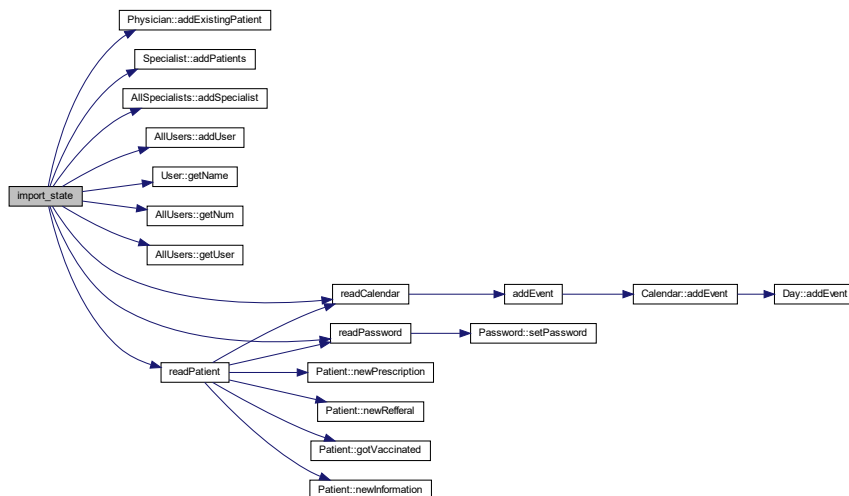 Physician::addExistingPatient
Specialist::addPatients
AllSpecialists::addSpecialist
AllUsers::addUser
User::getName
import_state
AllUsers::getNum
AllUsers::getUser
readCalendar
addEvent
Calendar::addEvent
Day::addEvent
readPassword
Password::setPassword
readPatient
Patient::newPrescription
Patient::newRefferal
Patient::gotVaccinated
Patient::newInformation